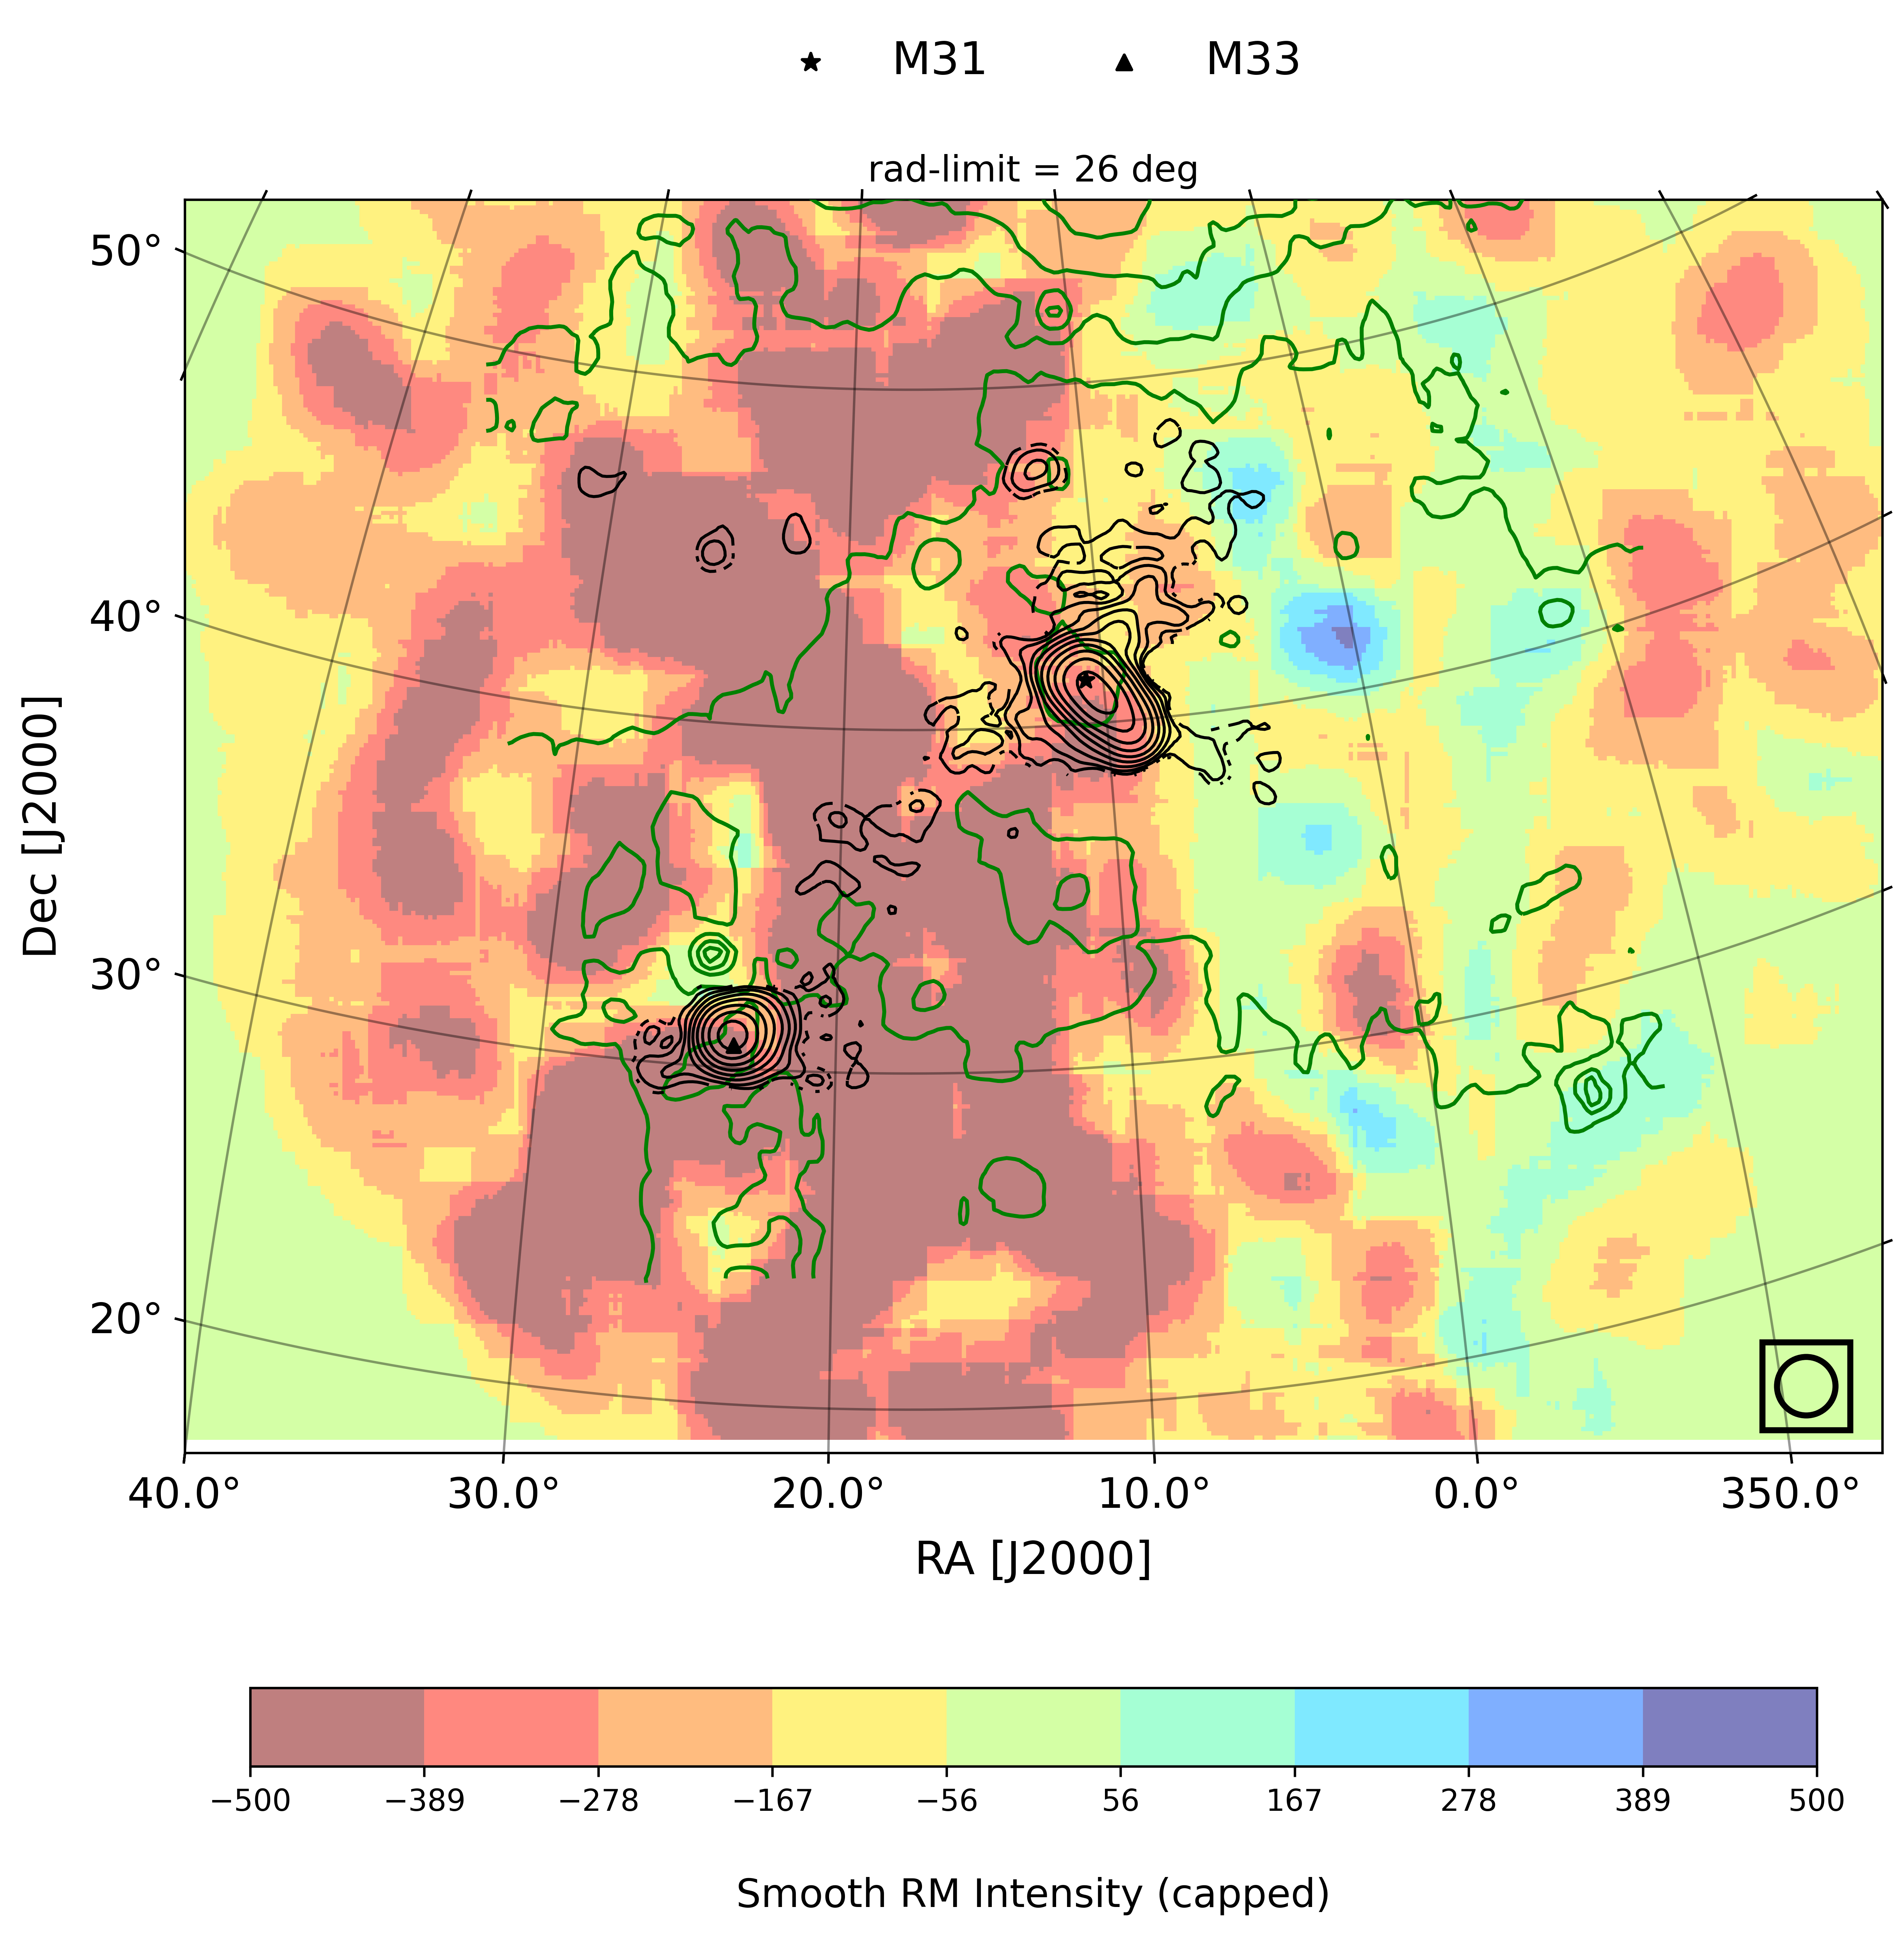 M31 M33
rad-limit = 26 deg
50°
40°
30°
20°
Dec [J2000]
40.0° 30.0° 20.0° 10.0° 0.0° 350.0°
RA [J2000]
−500 −389 −278 −167 −56 56 167 278 389 500
Smooth RM Intensity (capped)